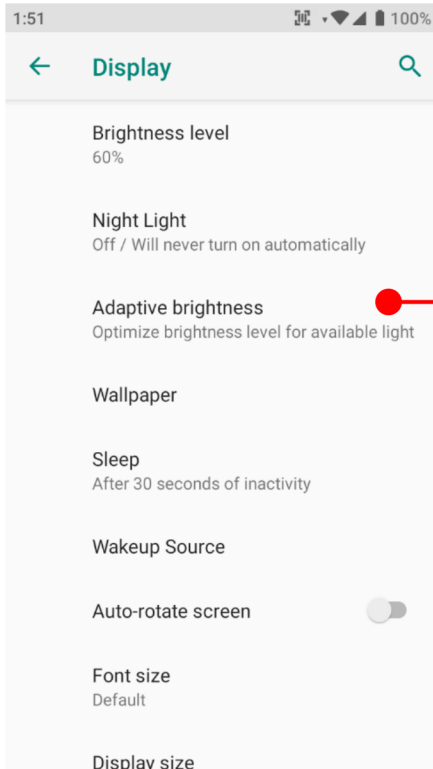 1:51
100%
Display
Brightness level
60%
Night Light
Off / Will never turn on automatically
Adaptive brightness
Optimize brightness level for available light
Wallpaper
Sleep
After 30 seconds of inactivity
Wakeup Source
Auto-rotate screen
Font size
Default
Display size